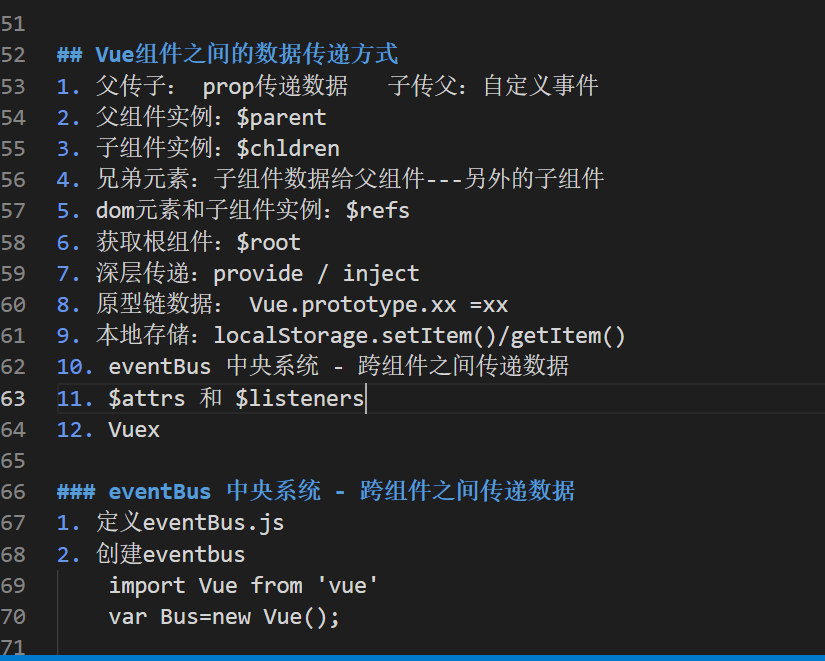 51
52 ## Vue组件之间的数据传递方式
53 1. 父传子： prop传递数据   子传父：自定义事件
54 2. 父组件实例：$parent
55 3. 子组件实例：$chldren
56 4. 兄弟元素：子组件数据给父组件---另外的子组件
57 5. dom元素和子组件实例：$refs
58 6. 获取根组件：$root
59 7. 深层传递：provide / inject
60 8. 原型链数据： Vue.prototype.xx =xx
61 9. 本地存储：localStorage.setItem()/getItem()
62 10. eventBus 中央系统 - 跨组件之间传递数据
63 11. $attrs 和 $listeners
64 12. Vuex
65
66 ### eventBus 中央系统 - 跨组件之间传递数据
67 1. 定义eventBus.js
68 2. 创建eventbus
69     import Vue from 'vue'
70     var Bus=new Vue();
71